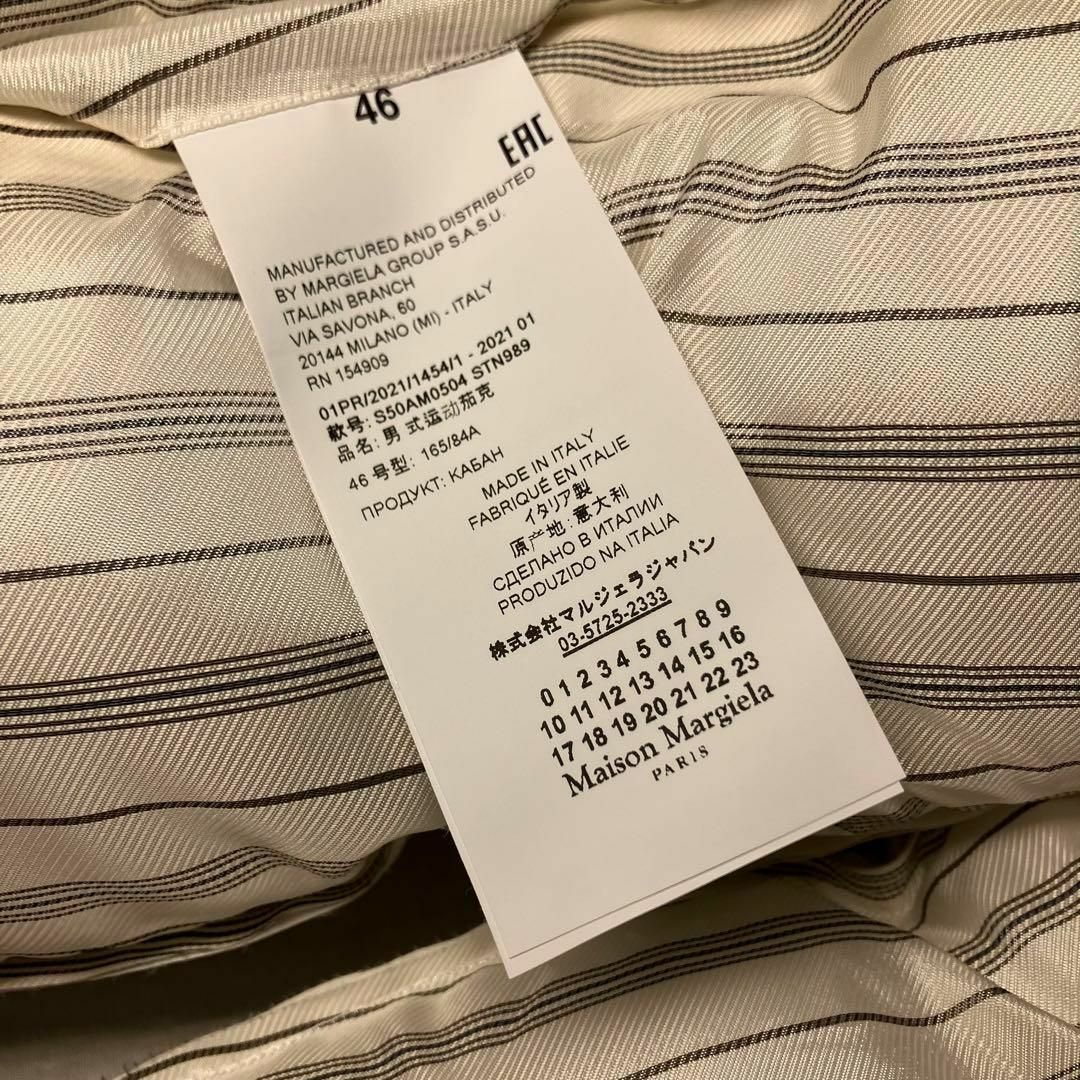 46
EAC
MANUFACTURED AND DISTRIBUTED
BY MARGIELA GROUP S.A.S.U.
ITALIAN BRANCH
VIA SAVONA, 60
20144 MILANO (MI) - ITALY
RN 154909
01PR/2021/1454/1 - 2021 01
款号: S50AM0504 STN989
品名: 男 式运动茄克
46 号型: 165/84A
ПРОДУКТ: КАБАН
MADE IN ITALY
FABRIQUÉ EN ITALIE
イタリア製
原产地: 意大利
СДЕЛАНО В ИТАЛИИ
PRODUZIDO NA ITALIA
株式会社マルジェラジャパン
03-5725-2333
0 1 2 3 4 5 6 7 8 9
10 11 12 13 14 15 16
17 18 19 20 21 22 23
Maison Margiela
PARIS